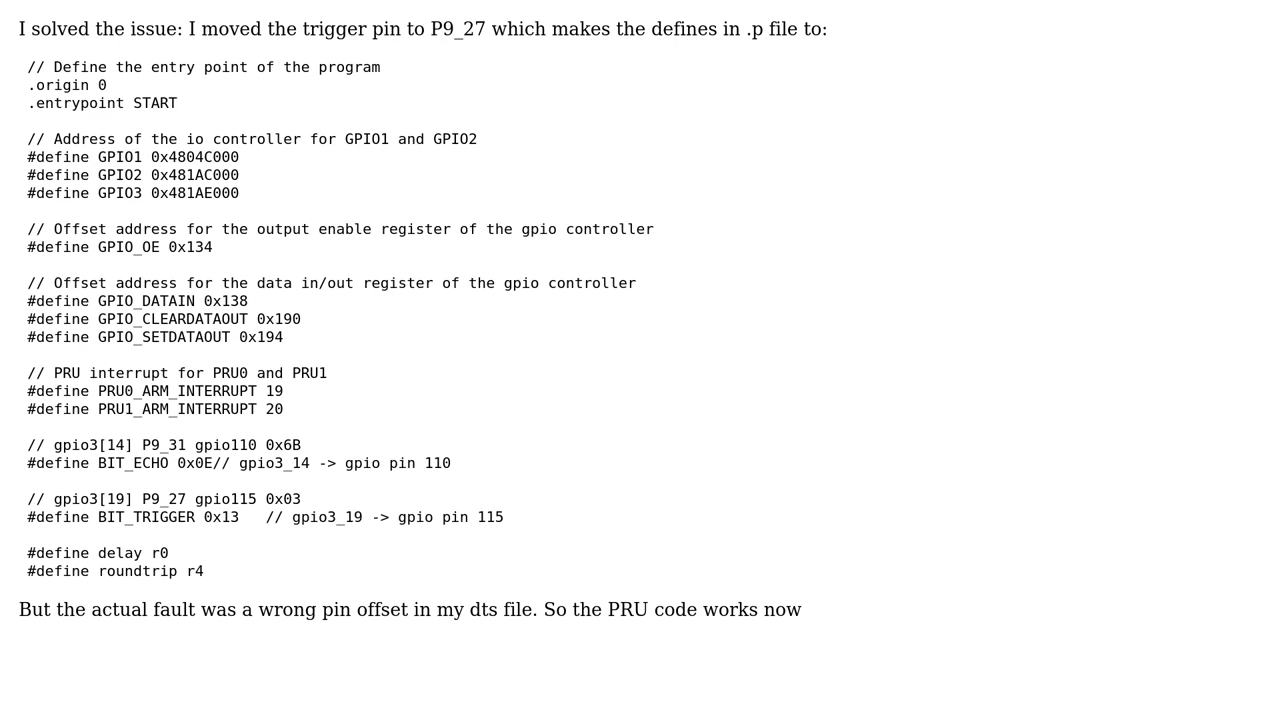 I solved the issue: I moved the trigger pin to P9_27 which makes the defines in .p file to:
// Define the entry point of the program
.origin 0
.entrypoint START
// Address of the io controller for GPIO1 and GPIO2
#define GPIO1 0x4804C000
#define GPIO2 0x481AC000
#define GPIO3 0x481AE000
// Offset address for the output enable register of the gpio controller
#define GPIO_OE 0x134
// Offset address for the data in/out register of the gpio controller
#define GPIO_DATAIN 0x138
#define GPIO_CLEARDATAOUT 0x190
#define GPIO_SETDATAOUT 0x194
// PRU interrupt for PRU0 and PRU1
#define PRU0_ARM_INTERRUPT 19
#define PRU1_ARM_INTERRUPT 20
// gpio3[14] P9_31 gpio110 0x6B
#define BIT_ECHO 0x0E// gpio3_14 -> gpio pin 110
// gpio3[19] P9_27 gpio115 0x03
#define BIT_TRIGGER 0x13   // gpio3_19 -> gpio pin 115
#define delay r0
#define roundtrip r4
But the actual fault was a wrong pin offset in my dts file. So the PRU code works now